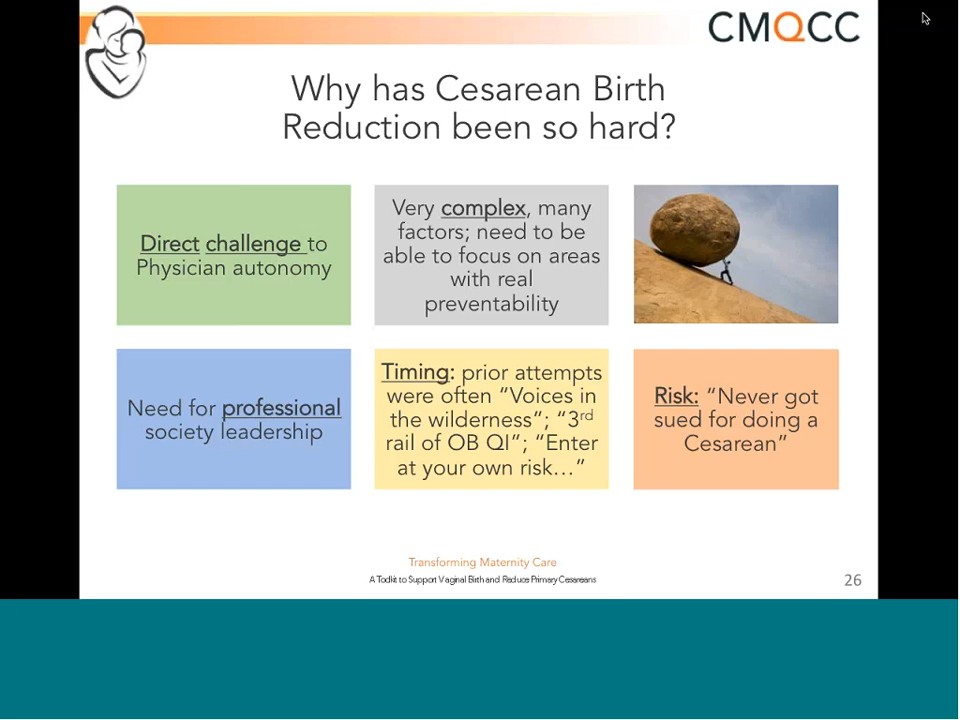 CMQCC
Why has Cesarean Birth
Reduction been so hard?
Direct challenge to
Physician autonomy
Very complex, many
factors; need to be
able to focus on areas
with real
preventability
Need for professional
society leadership
Timing: prior attempts
were often “Voices in
the wilderness”; “3rd
rail of OB QI”; “Enter
at your own risk…”
Risk: “Never got
sued for doing a
Cesarean”
Transforming Maternity Care
A Toolkit to Support Vaginal Birth and Reduce Primary Cesareans
26